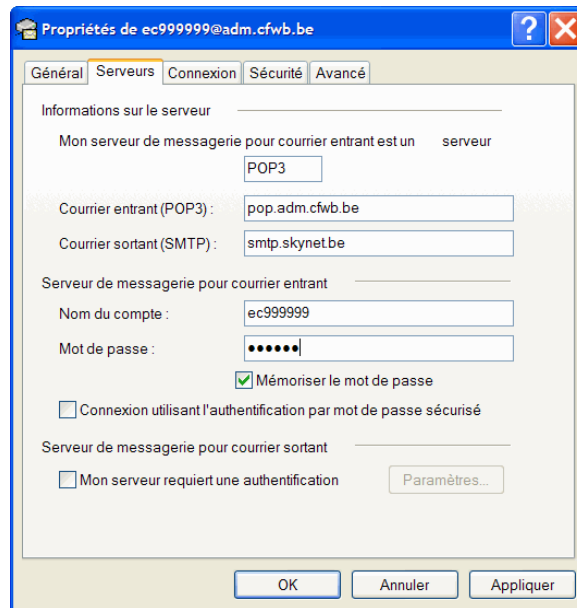 Propriétés de ec999999@adm.cfwb.be
Général Serveurs Connexion Sécurité Avancé
Informations sur le serveur
Mon serveur de messagerie pour courrier entrant est un serveur
POP3
Courrier entrant (POP3) : pop.adm.cfwb.be
Courrier sortant (SMTP) : smtp.skynet.be
Serveur de messagerie pour courrier entrant
Nom du compte : ec999999
Mot de passe : ●●●●●●
Mémoriser le mot de passe
Connexion utilisant l'authentification par mot de passe sécurisé
Serveur de messagerie pour courrier sortant
Mon serveur requiert une authentification Paramètres...
OK Annuler Appliquer